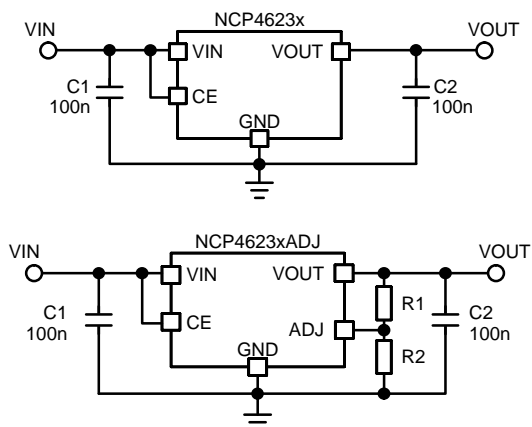 NCP4623x
VIN
VOUT
VIN
VOUT
C1
100n
CE
C2
100n
GND
NCP4623xADJ
VIN
VOUT
VIN
VOUT
C1
100n
CE
ADJ
R1
C2
100n
GND
R2